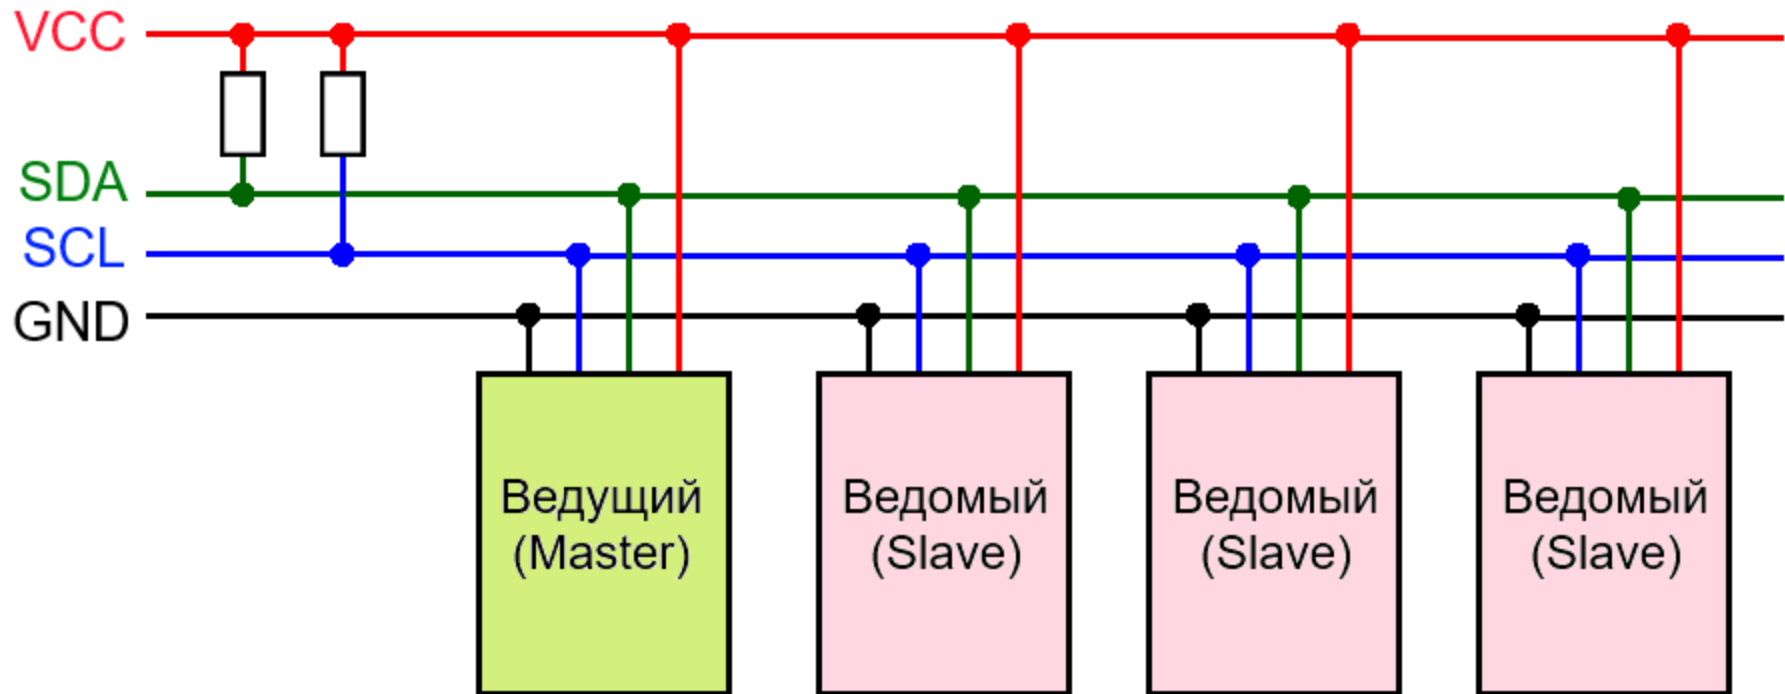 VCC
SDA
SCL
GND
Ведущий
(Master)
Ведомый
(Slave)
Ведомый
(Slave)
Ведомый
(Slave)